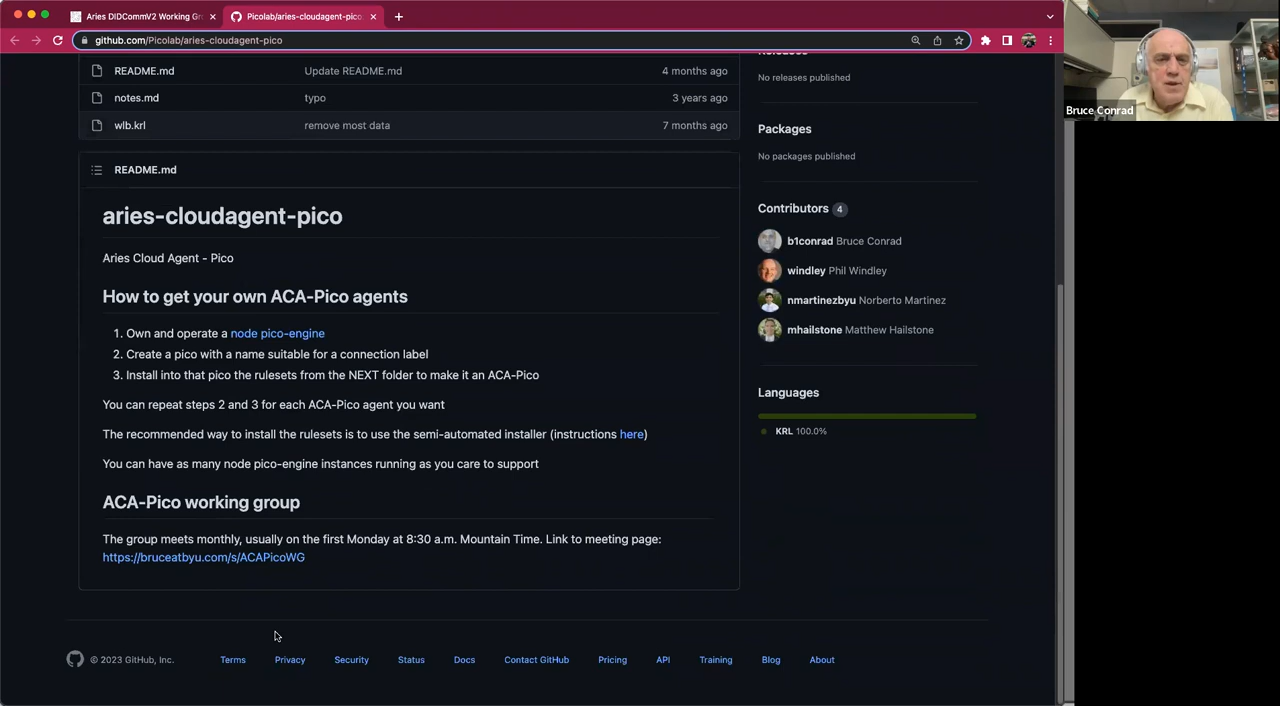 Aries DIDCommV2 Working Gr
Picolab/aries-cloudagent-pico
github.com/Picolab/aries-cloudagent-pico
Bruce Conrad
README.md
Update README.md
4 months ago
notes.md
typo
3 years ago
wlb.krl
remove most data
7 months ago
README.md
aries-cloudagent-pico
Aries Cloud Agent - Pico
How to get your own ACA-Pico agents
1. Own and operate a node pico-engine
2. Create a pico with a name suitable for a connection label
3. Install into that pico the rulesets from the NEXT folder to make it an ACA-Pico
You can repeat steps 2 and 3 for each ACA-Pico agent you want
The recommended way to install the rulesets is to use the semi-automated installer (instructions here)
You can have as many node pico-engine instances running as you care to support
ACA-Pico working group
The group meets monthly, usually on the first Monday at 8:30 a.m. Mountain Time. Link to meeting page:
https://bruceatbyu.com/s/ACAPicoWG
No releases published
Packages
No packages published
Contributors 4
b1conrad Bruce Conrad
windley Phil Windley
nmartinezbyu Norberto Martinez
mhailstone Matthew Hailstone
Languages
KRL 100.0%
© 2023 GitHub, Inc.
Terms
Privacy
Security
Status
Docs
Contact GitHub
Pricing
API
Training
Blog
About